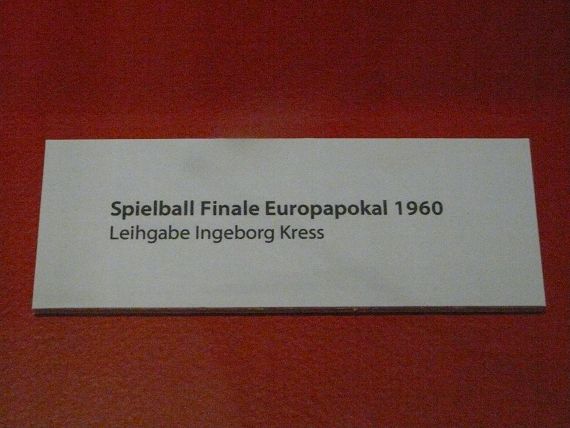 Spielball Finale Europapokal 1960
Leihgabe Ingeborg Kress